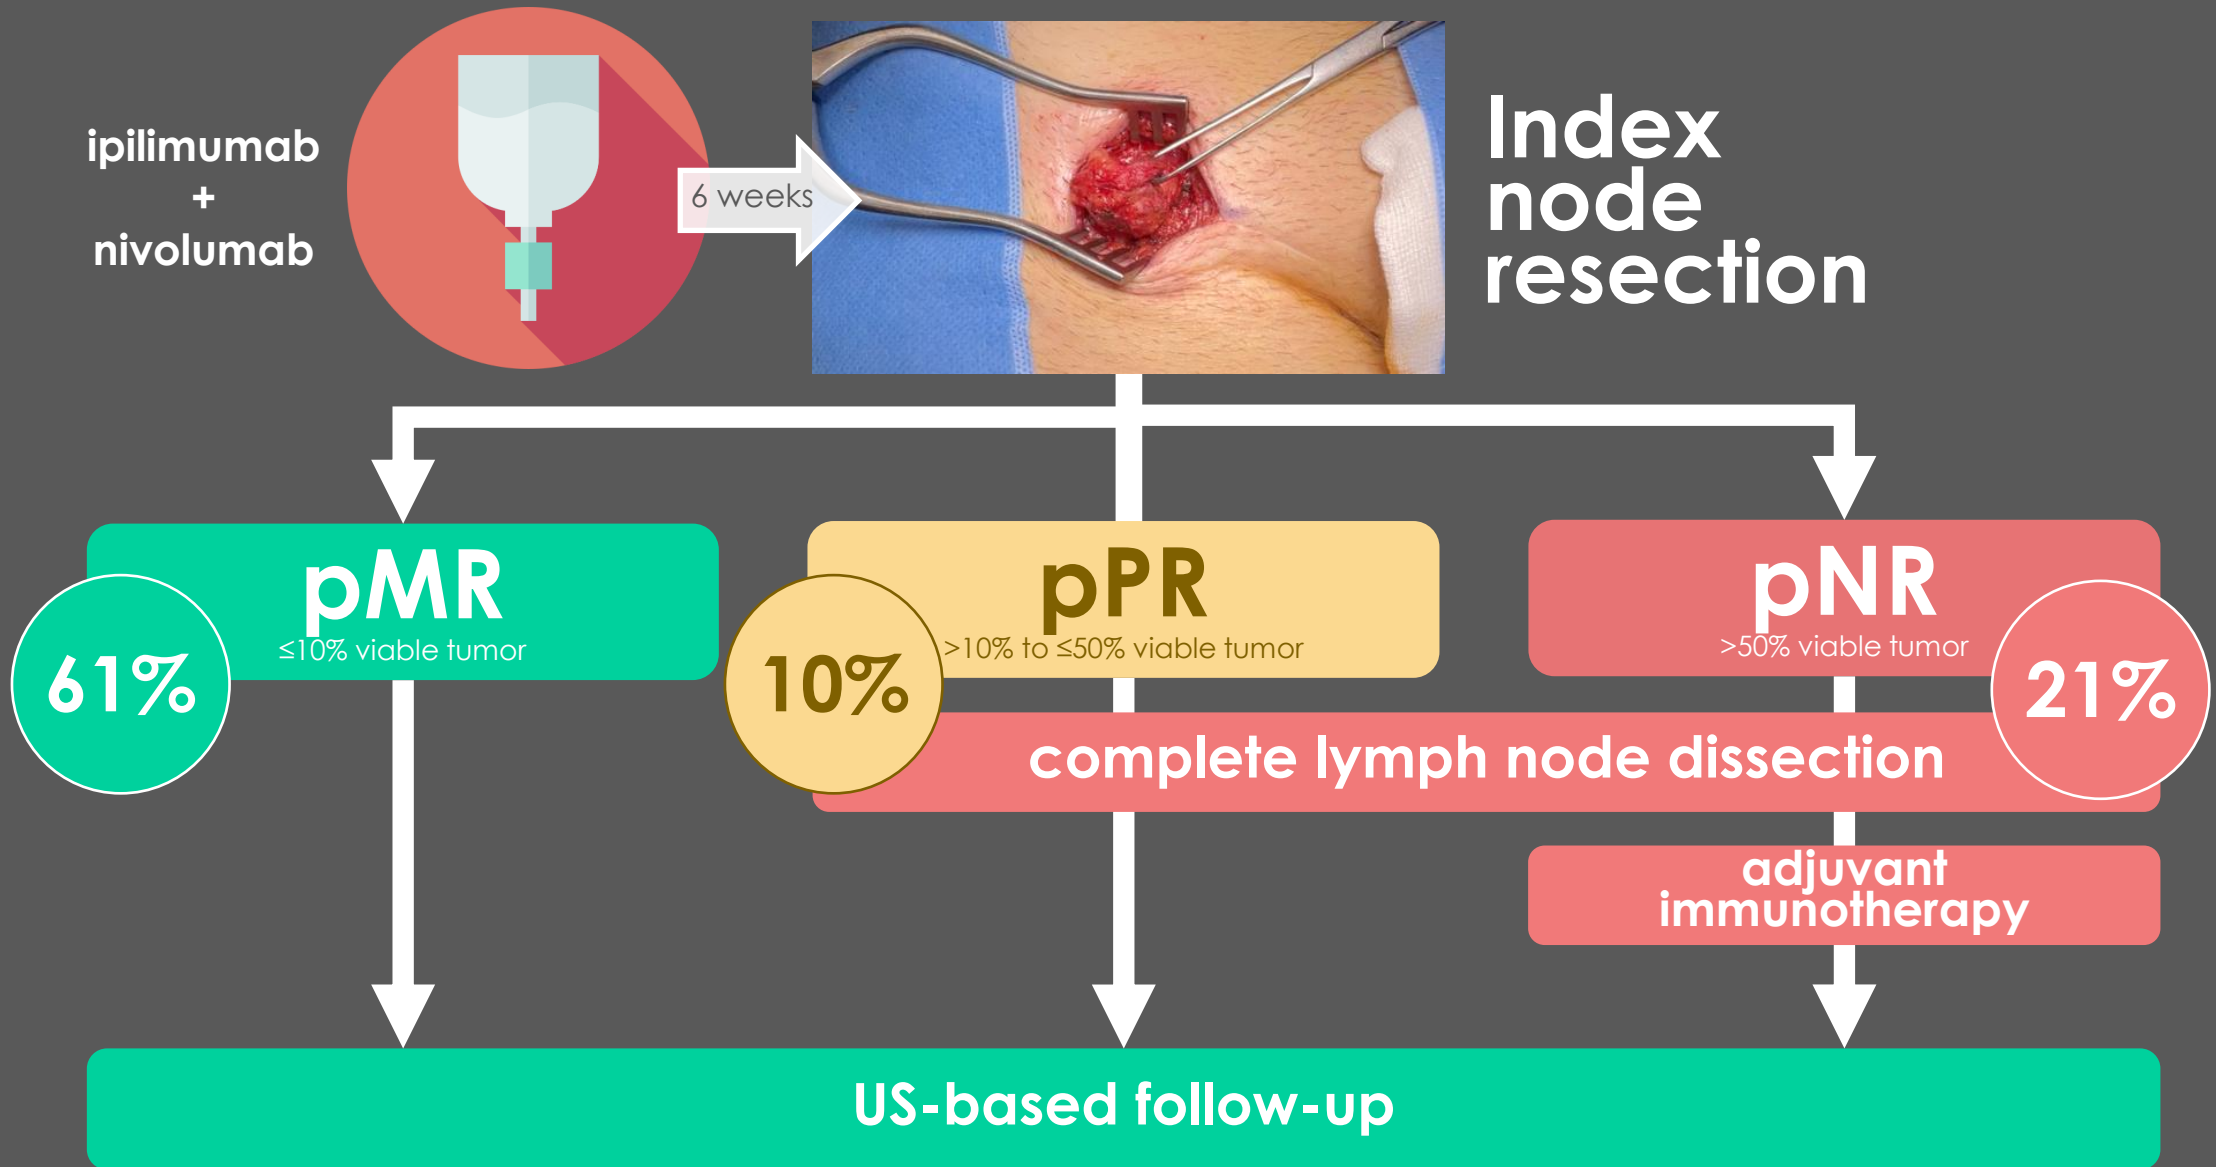 ipilimumab
+
nivolumab
6 weeks
Index
node
resection
pMR
≤10% viable tumor
61%
pPR
>10% to ≤50% viable tumor
10%
pNR
>50% viable tumor
21%
complete lymph node dissection
adjuvant
immunotherapy
US-based follow-up